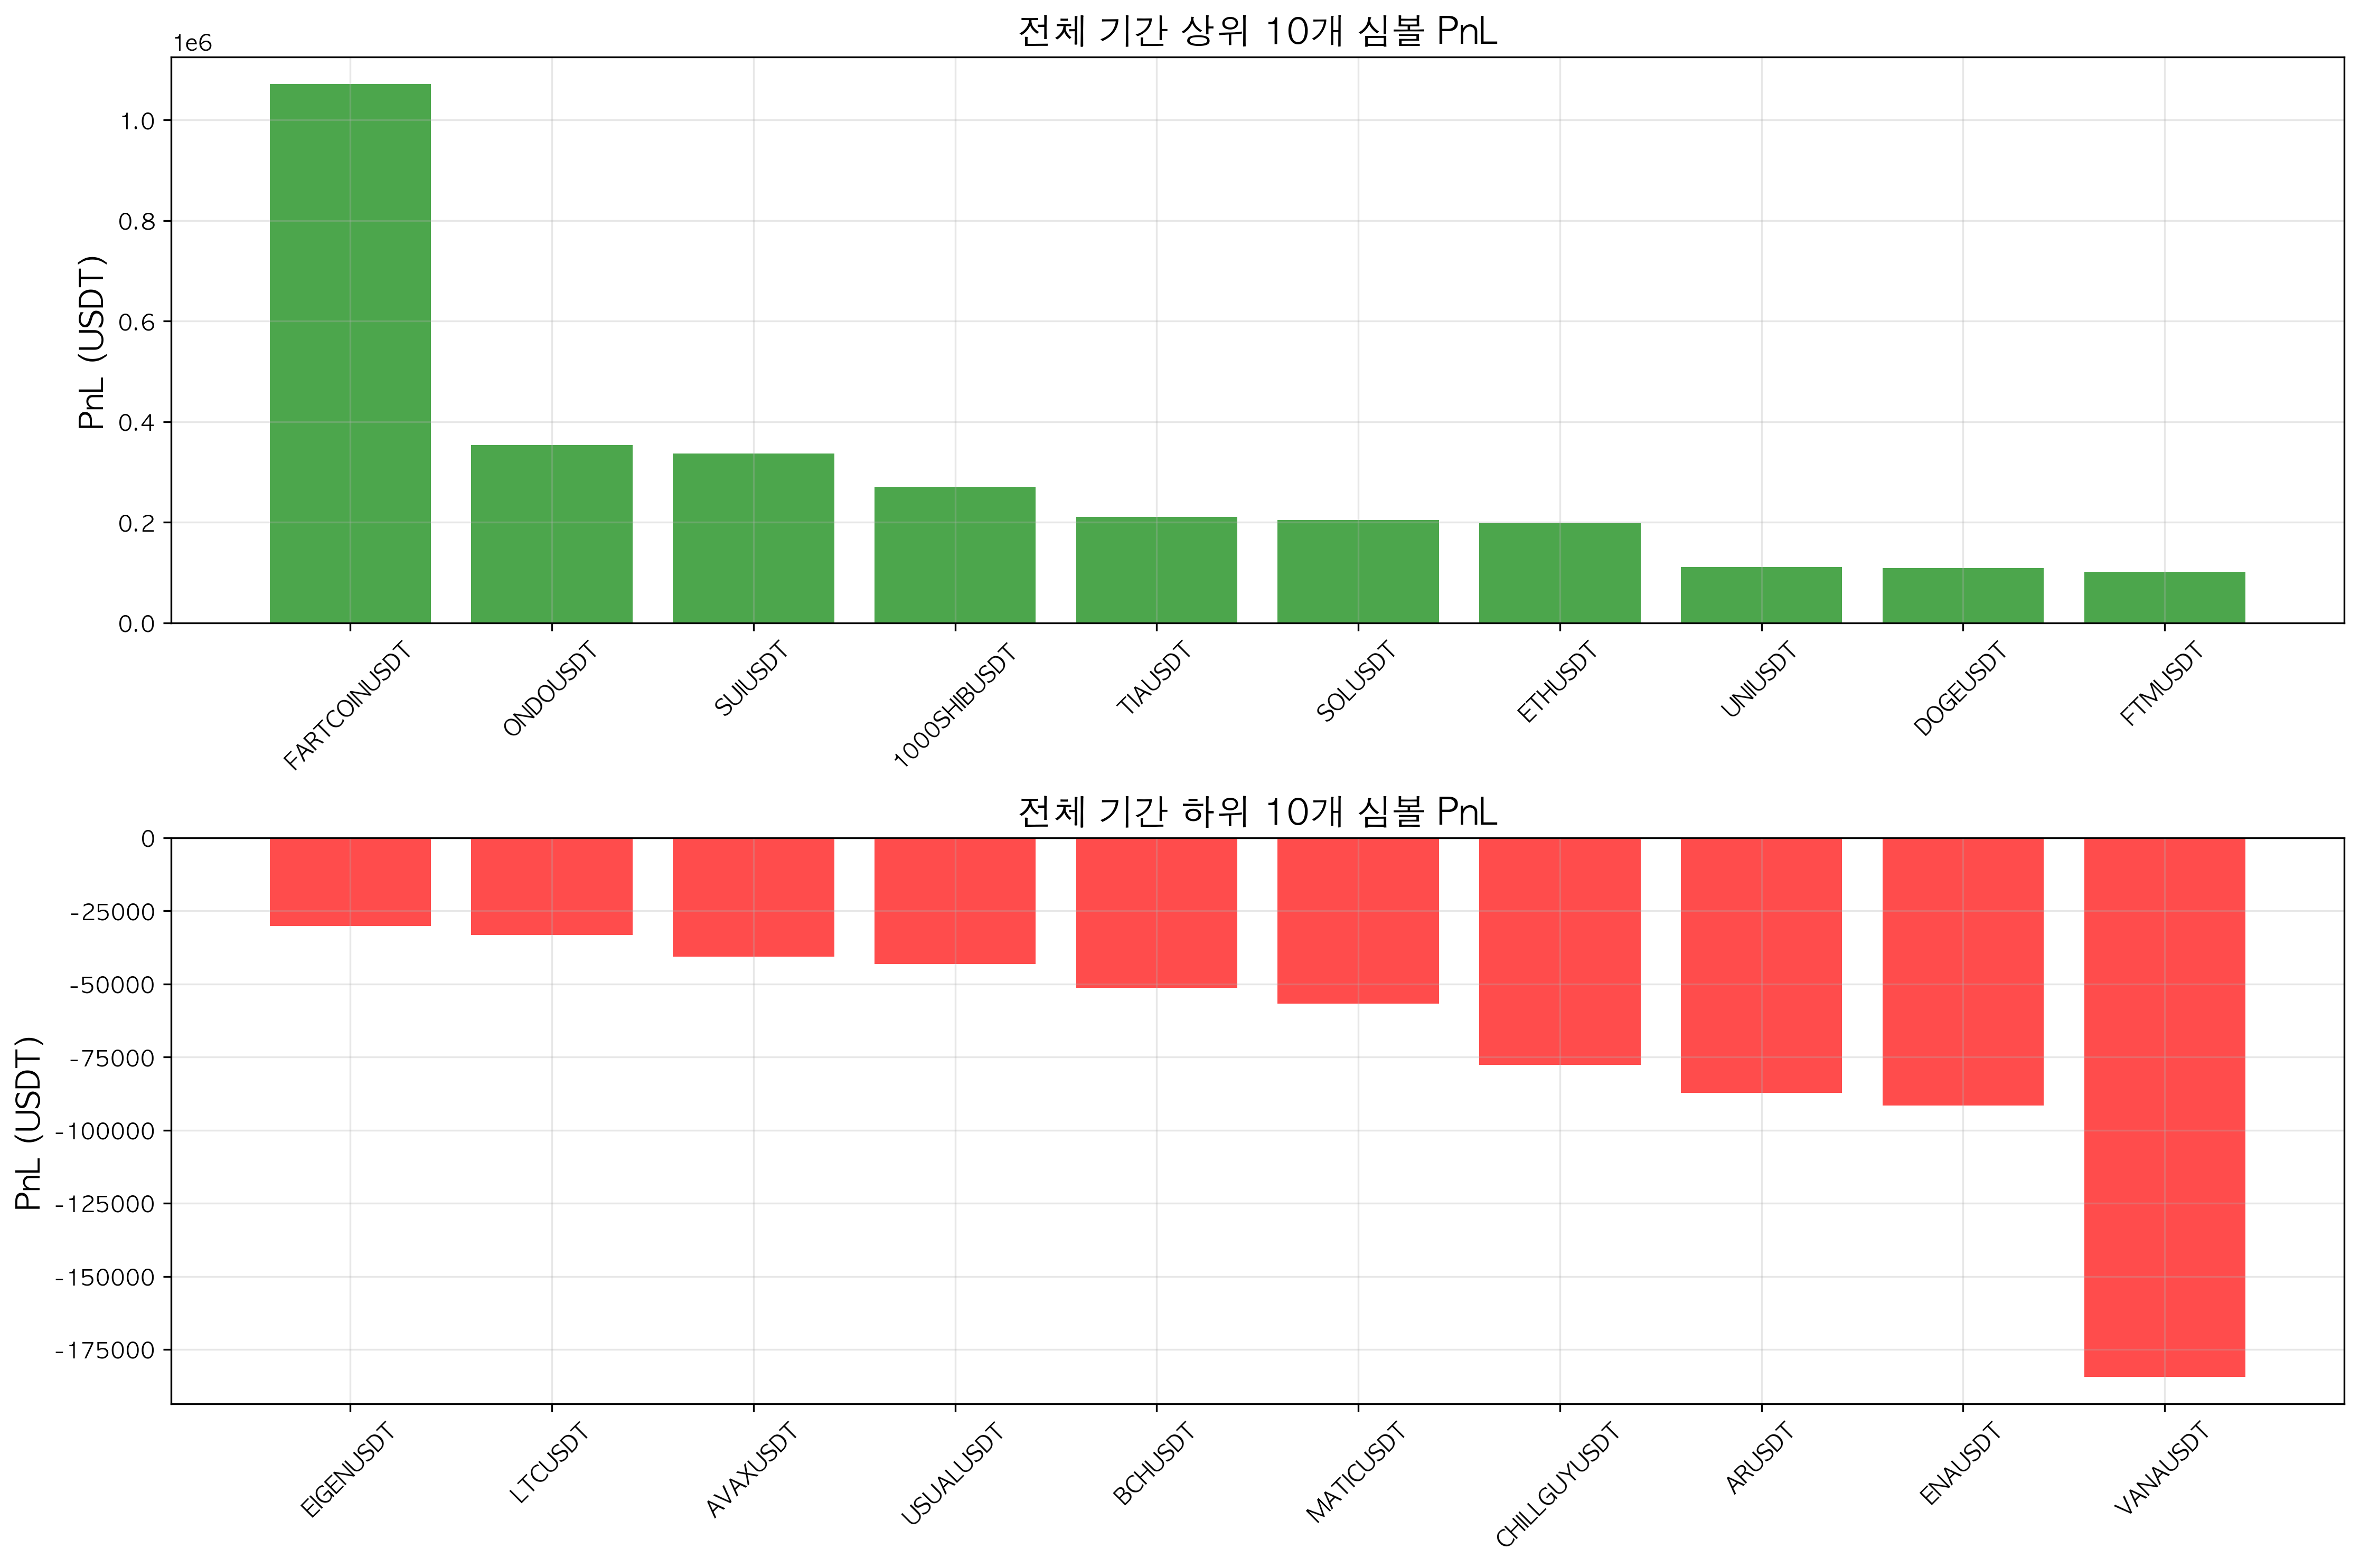 전체 기간 상위 10개 심볼 PnL
1e6
PnL (USDT)
1.0
0.8
0.6
0.4
0.2
0.0
FARTCOINUSDT
ONDOUSDT
SUIUSDT
1000SHIBUSDT
TIAUSDT
SOLUSDT
ETHUSDT
UNIUSDT
DOGEUSDT
FTMUSDT
전체 기간 하위 10개 심볼 PnL
PnL (USDT)
0
-25000
-50000
-75000
-100000
-125000
-150000
-175000
EIGENUSDT
LTCUSDT
AVAXUSDT
USUALUSDT
BCHUSDT
MATICUSDT
CHILLGUYUSDT
ARUSDT
ENAUSDT
VANAUSDT